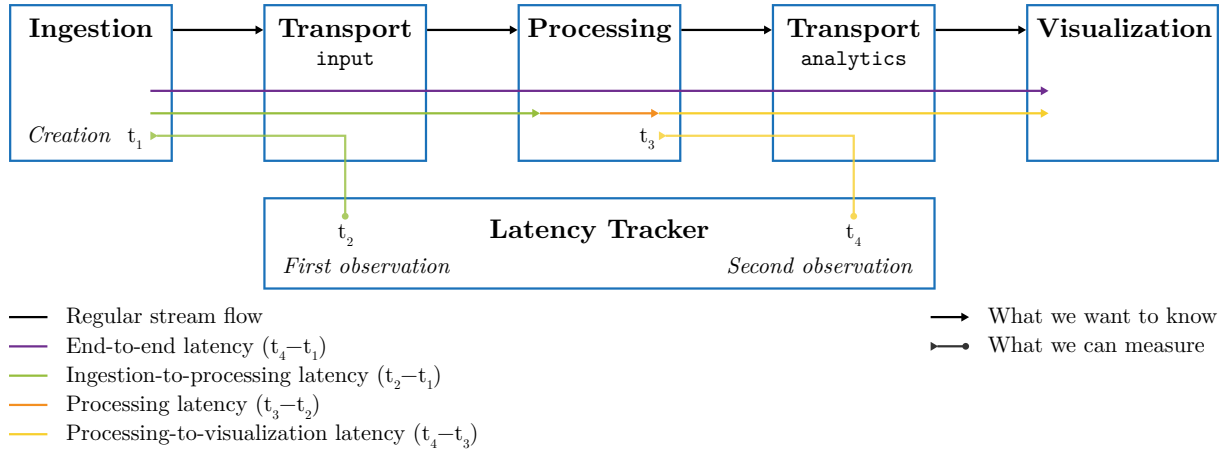 Ingestion Transport Processing Transport Visualization
input analytics
Creation t₁ t₃
Latency Tracker
t₂ t₄
First observation Second observation
Regular stream flow
End-to-end latency (t₄−t₁)
Ingestion-to-processing latency (t₂−t₁)
Processing latency (t₃−t₂)
Processing-to-visualization latency (t₄−t₃)
What we want to know
What we can measure